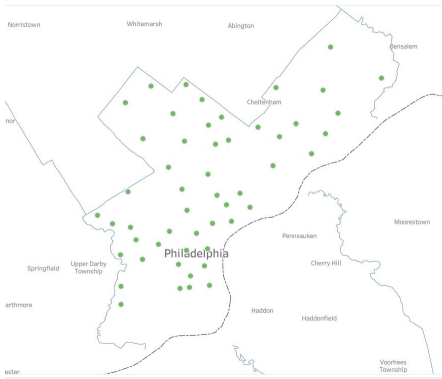 Norristown
Whitemarsh
Abington
Bensalem
Cheltenham
nor
Moorestown
Pennsauken
Philadelphia
Cherry Hill
Upper Darby
Township
Springfield
arthmore
Haddon
Haddonfield
Voorhees
Township
ester